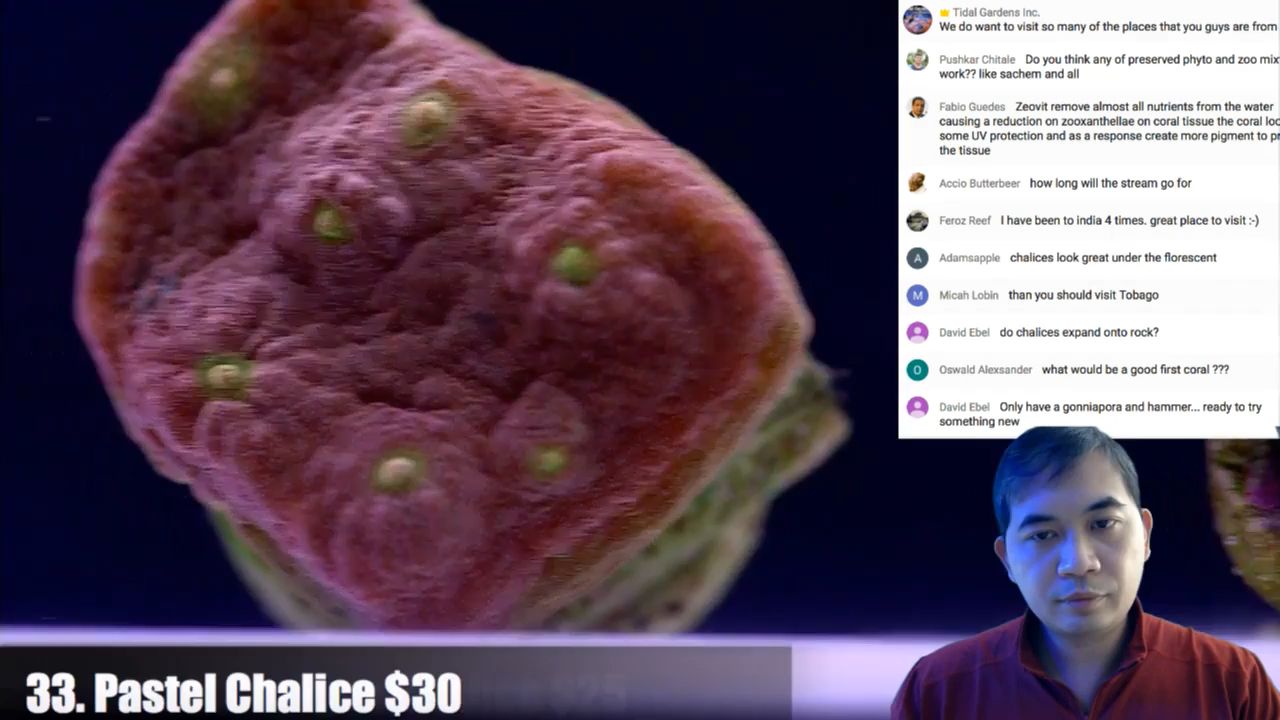 Tidal Gardens Inc.
We do want to visit so many of the places that you guys are from
Pushkar Chitale Do you think any of preserved phyto and zoo mix
work?? like sachem and all
Fabio Guedes Zeovit remove almost all nutrients from the water
causing a reduction on zooxanthellae on coral tissue the coral
some UV protection and as a response create more pigment to
the tissue
Accio Butterbeer how long will the stream go for
Feroz Reef I have been to india 4 times. great place to visit :-)
A
Adamsapple chalices look great under the florescent
M
Micah Lobin than you should visit Tobago
David Ebel do chalices expand onto rock?
O
Oswald Alexsander what would be a good first coral ???
David Ebel Only have a gonniapora and hammer... ready to try
something new
33. Pastel Chalice $30